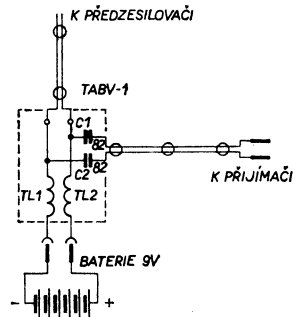 K PŘEDZESILOVAČI
TABV-1
C1
82
C2
82
TL1
TL2
K PŘIJÍMAČI
BATERIE 9V
-
+